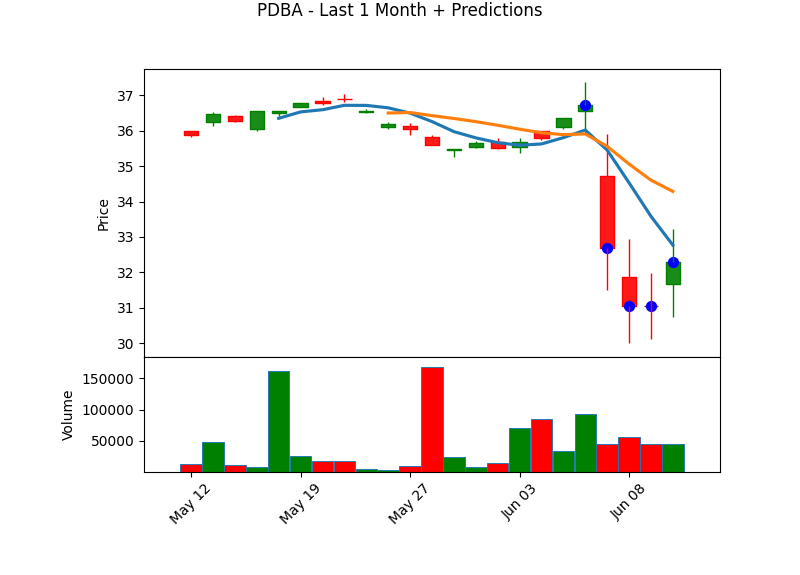 PDBA - Last 1 Month + Predictions
37
36
35
34
33
32
31
30
Price
150000
100000
50000
Volume
May 12
May 19
May 27
Jun 03
Jun 08